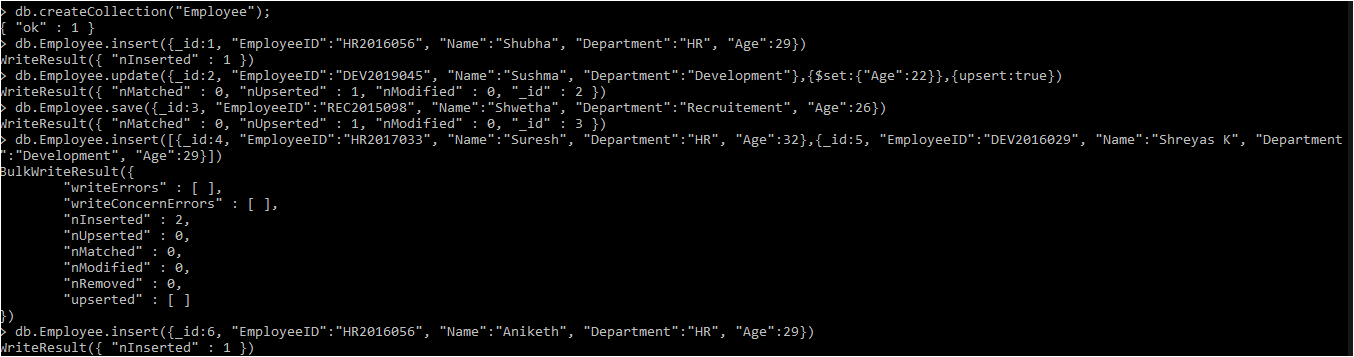 > db.createCollection("Employee");
{ "ok" : 1 }
> db.Employee.insert({_id:1, "EmployeeID":"HR2016056", "Name":"Shubha", "Department":"HR", "Age":29})
WriteResult({ "nInserted" : 1 })
> db.Employee.update({_id:2, "EmployeeID":"DEV2019045", "Name":"Sushma", "Department":"Development"},{$set:{"Age":22}},{upsert:true})
WriteResult({ "nMatched" : 0, "nUpserted" : 1, "nModified" : 0, "_id" : 2 })
> db.Employee.save({_id:3, "EmployeeID":"REC2015098", "Name":"Shwetha", "Department":"Recruitement", "Age":26})
WriteResult({ "nMatched" : 0, "nUpserted" : 1, "nModified" : 0, "_id" : 3 })
> db.Employee.insert([{_id:4, "EmployeeID":"HR2017033", "Name":"Suresh", "Department":"HR", "Age":32},{_id:5, "EmployeeID":"DEV2016029", "Name":"Shreyas K", "Department
":"Development", "Age":29}])
BulkWriteResult({
        "writeErrors" : [ ],
        "writeConcernErrors" : [ ],
        "nInserted" : 2,
        "nUpserted" : 0,
        "nMatched" : 0,
        "nModified" : 0,
        "nRemoved" : 0,
        "upserted" : [ ]
})
> db.Employee.insert({_id:6, "EmployeeID":"HR2016056", "Name":"Aniketh", "Department":"HR", "Age":29})
WriteResult({ "nInserted" : 1 })